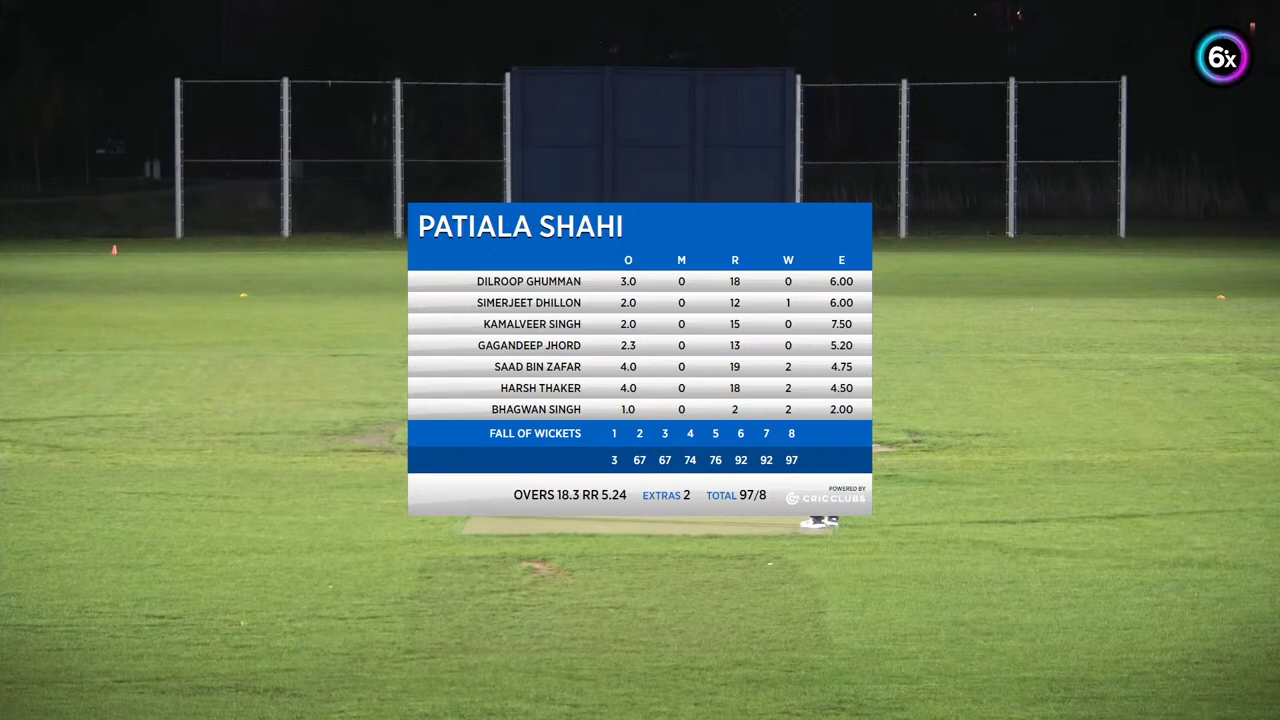 6x
PATIALA SHAHI
O M R W E
DILROOP GHUMMAN 3.0 0 18 0 6.00
SIMERJEET DHILLON 2.0 0 12 1 6.00
KAMALVEER SINGH 2.0 0 15 0 7.50
GAGANDEEP JHORD 2.3 0 13 0 5.20
SAAD BIN ZAFAR 4.0 0 19 2 4.75
HARSH THAKER 4.0 0 18 2 4.50
BHAGWAN SINGH 1.0 0 2 2 2.00
FALL OF WICKETS 1 2 3 4 5 6 7 8
3 67 67 74 76 92 92 97
OVERS 18.3 RR 5.24 EXTRAS 2 TOTAL 97/8
POWERED BY
CRICCLUBS